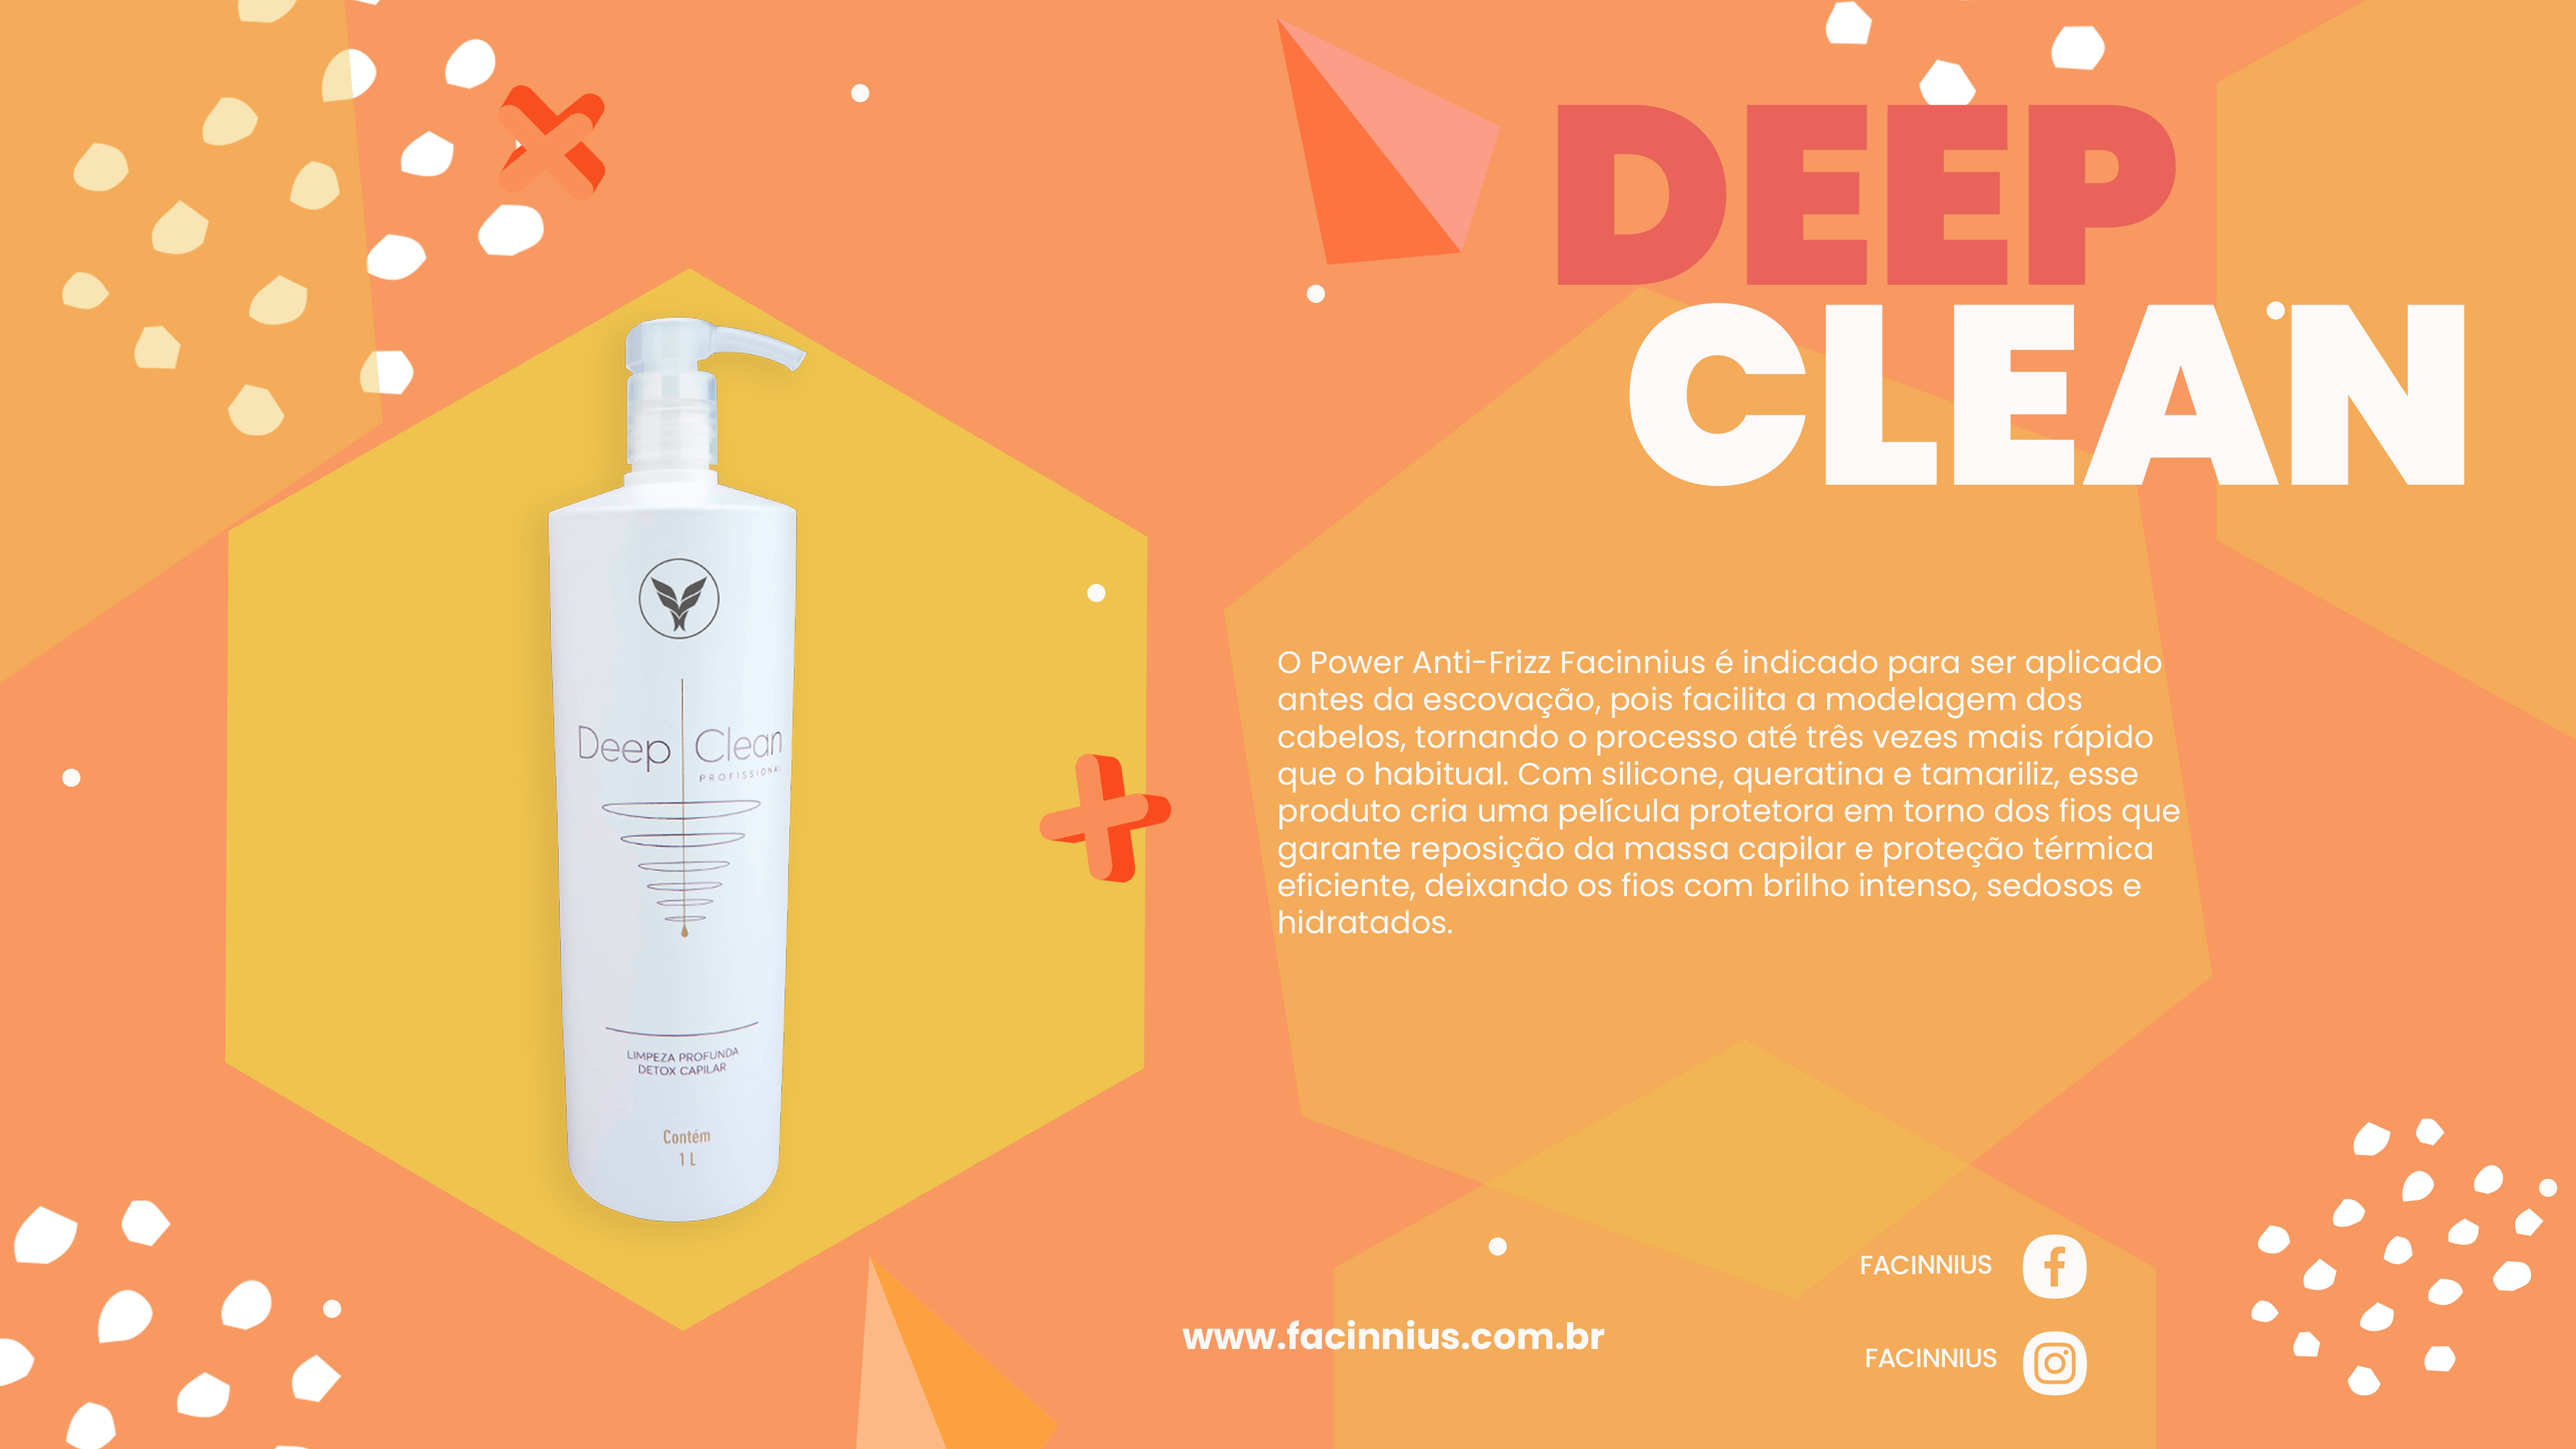 DEEP
CLEAN
Deep Clean
PROFISSIONAL
LIMPEZA PROFUNDA
DETOX CAPILAR
Contém
1 L
O Power Anti-Frizz Facinnius é indicado para ser aplicado
antes da escovação, pois facilita a modelagem dos
cabelos, tornando o processo até três vezes mais rápido
que o habitual. Com silicone, queratina e tamariliz, esse
produto cria uma película protetora em torno dos fios que
garante reposição da massa capilar e proteção térmica
eficiente, deixando os fios com brilho intenso, sedosos e
hidratados.
FACINNIUS
www.facinnius.com.br
FACINNIUS